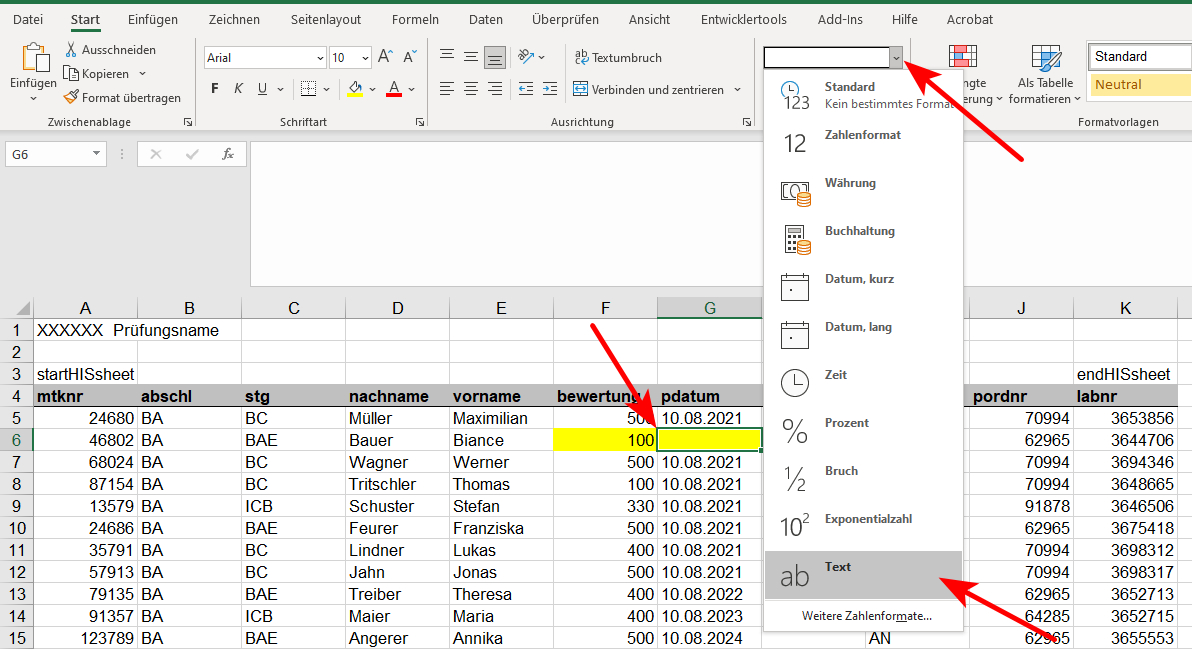 Datei Start Einfügen Zeichnen Seitenlayout Formeln Daten Überprüfen Ansicht Entwicklertools Add-Ins Hilfe Acrobat
Einfügen
Ausschneiden
Kopieren
Format übertragen
Zwischenablage
Arial 10 A A
F K U A
Schriftart
ab Textumbruch
Verbinden und zentrieren
Ausrichtung
Als Tabelle
formatieren
Standard
Neutral
Formatvorlagen
123 Standard
Kein bestimmtes Format
12 Zahlenformat
Währung
Buchhaltung
Datum, kurz
Datum, lang
Zeit
% Prozent
½ Bruch
10² Exponentialzahl
ab Text
Weitere Zahlenformate...
G6 fx
A B C D E F G J K
1 XXXXXX Prüfungsname
2
3 startHISsheet endHISsheet
4 mtknr abschl stg nachname vorname bewertung pdatum pordnr labnr
5 24680 BA BC Müller Maximilian 500 10.08.2021 70994 3653856
6 46802 BA BAE Bauer Biance 100 62965 3644706
7 68024 BA BC Wagner Werner 500 10.08.2021 70994 3694346
8 87154 BA BC Tritschler Thomas 100 10.08.2021 70994 3648665
9 13579 BA ICB Schuster Stefan 330 10.08.2021 91878 3646506
10 24686 BA BAE Feurer Franziska 500 10.08.2021 62965 3675418
11 35791 BA BC Lindner Lukas 400 10.08.2021 70994 3698312
12 57913 BA BC Jahn Jonas 500 10.08.2021 70994 3698317
13 79135 BA BAE Treiber Theresa 400 10.08.2022 62965 3652713
14 91357 BA ICB Maier Maria 400 10.08.2023 64285 3652715
15 123789 BA BAE Angerer Annika 500 10.08.2024 AN 62965 3655553